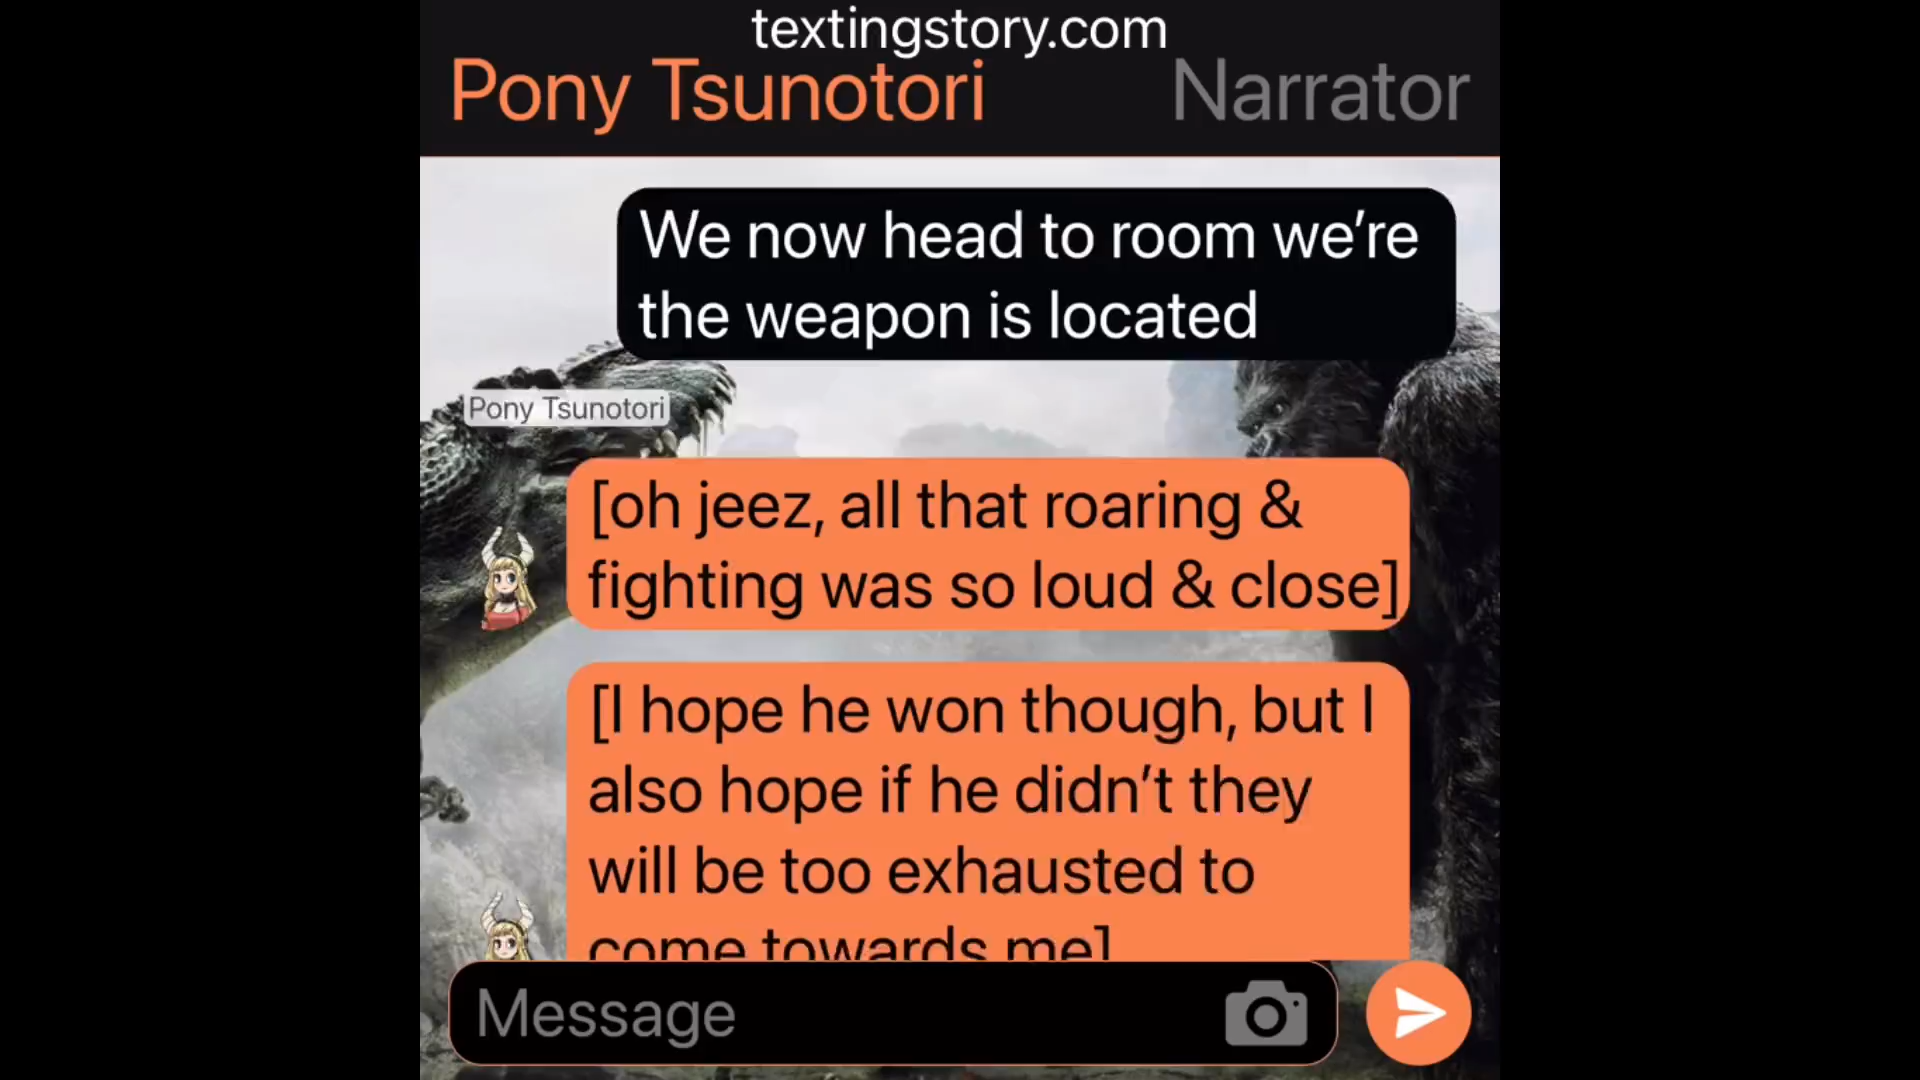 textingstory.com
Pony Tsunotori
Narrator
We now head to room we’re
the weapon is located
Pony Tsunotori
[oh jeez, all that roaring &
fighting was so loud & close]
[I hope he won though, but I
also hope if he didn’t they
will be too exhausted to
come towards me]
Message